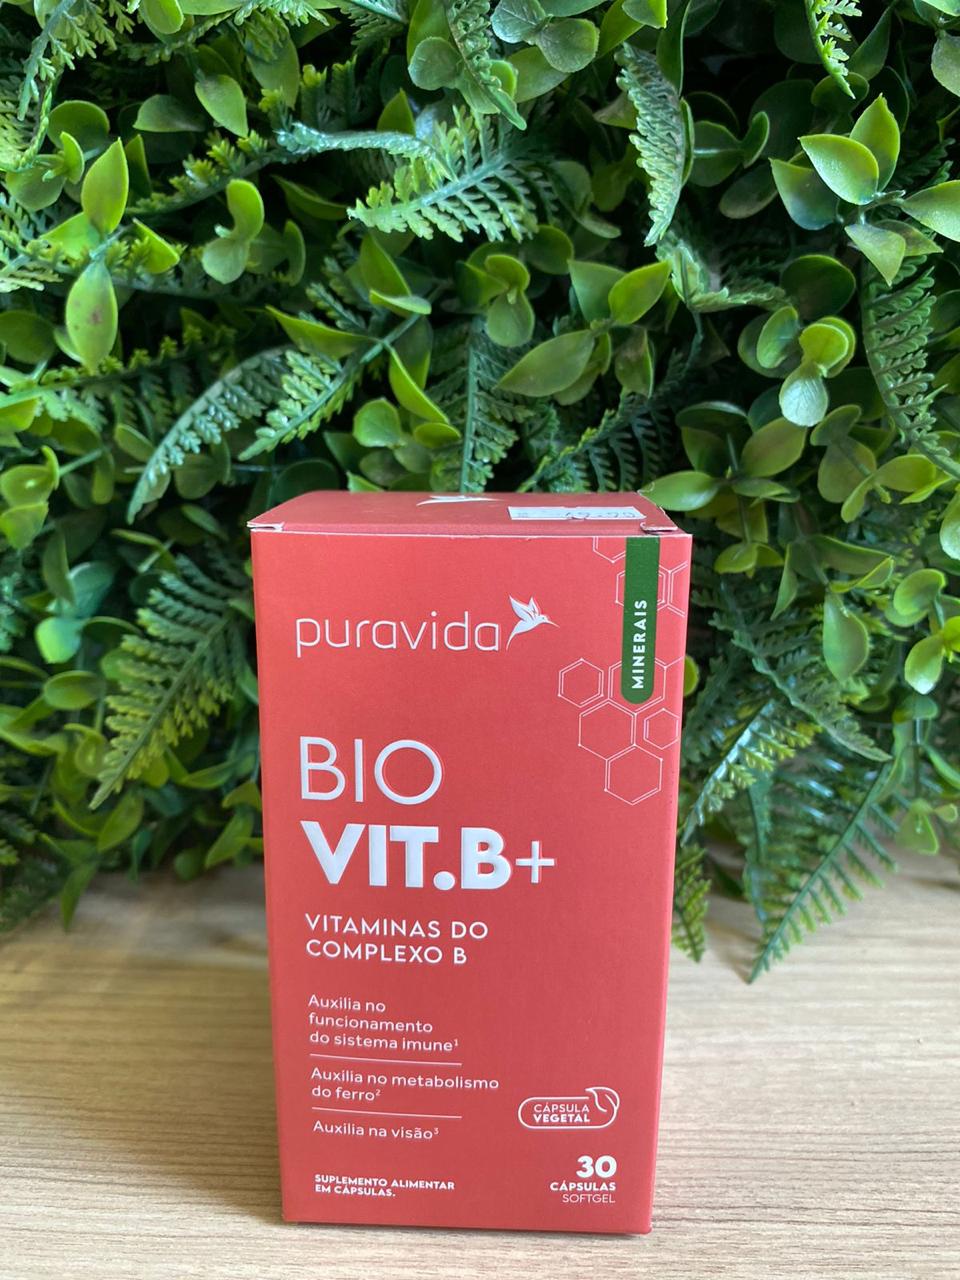 puravida
MINERAIS
BIO
VIT.B+
VITAMINAS DO
COMPLEXO B
Auxilia no
funcionamento
do sistema imune¹
Auxilia no metabolismo
do ferro²
Auxilia na visão³
CÁPSULA
VEGETAL
30
CÁPSULAS
SOFTGEL
SUPLEMENTO ALIMENTAR
EM CÁPSULAS.